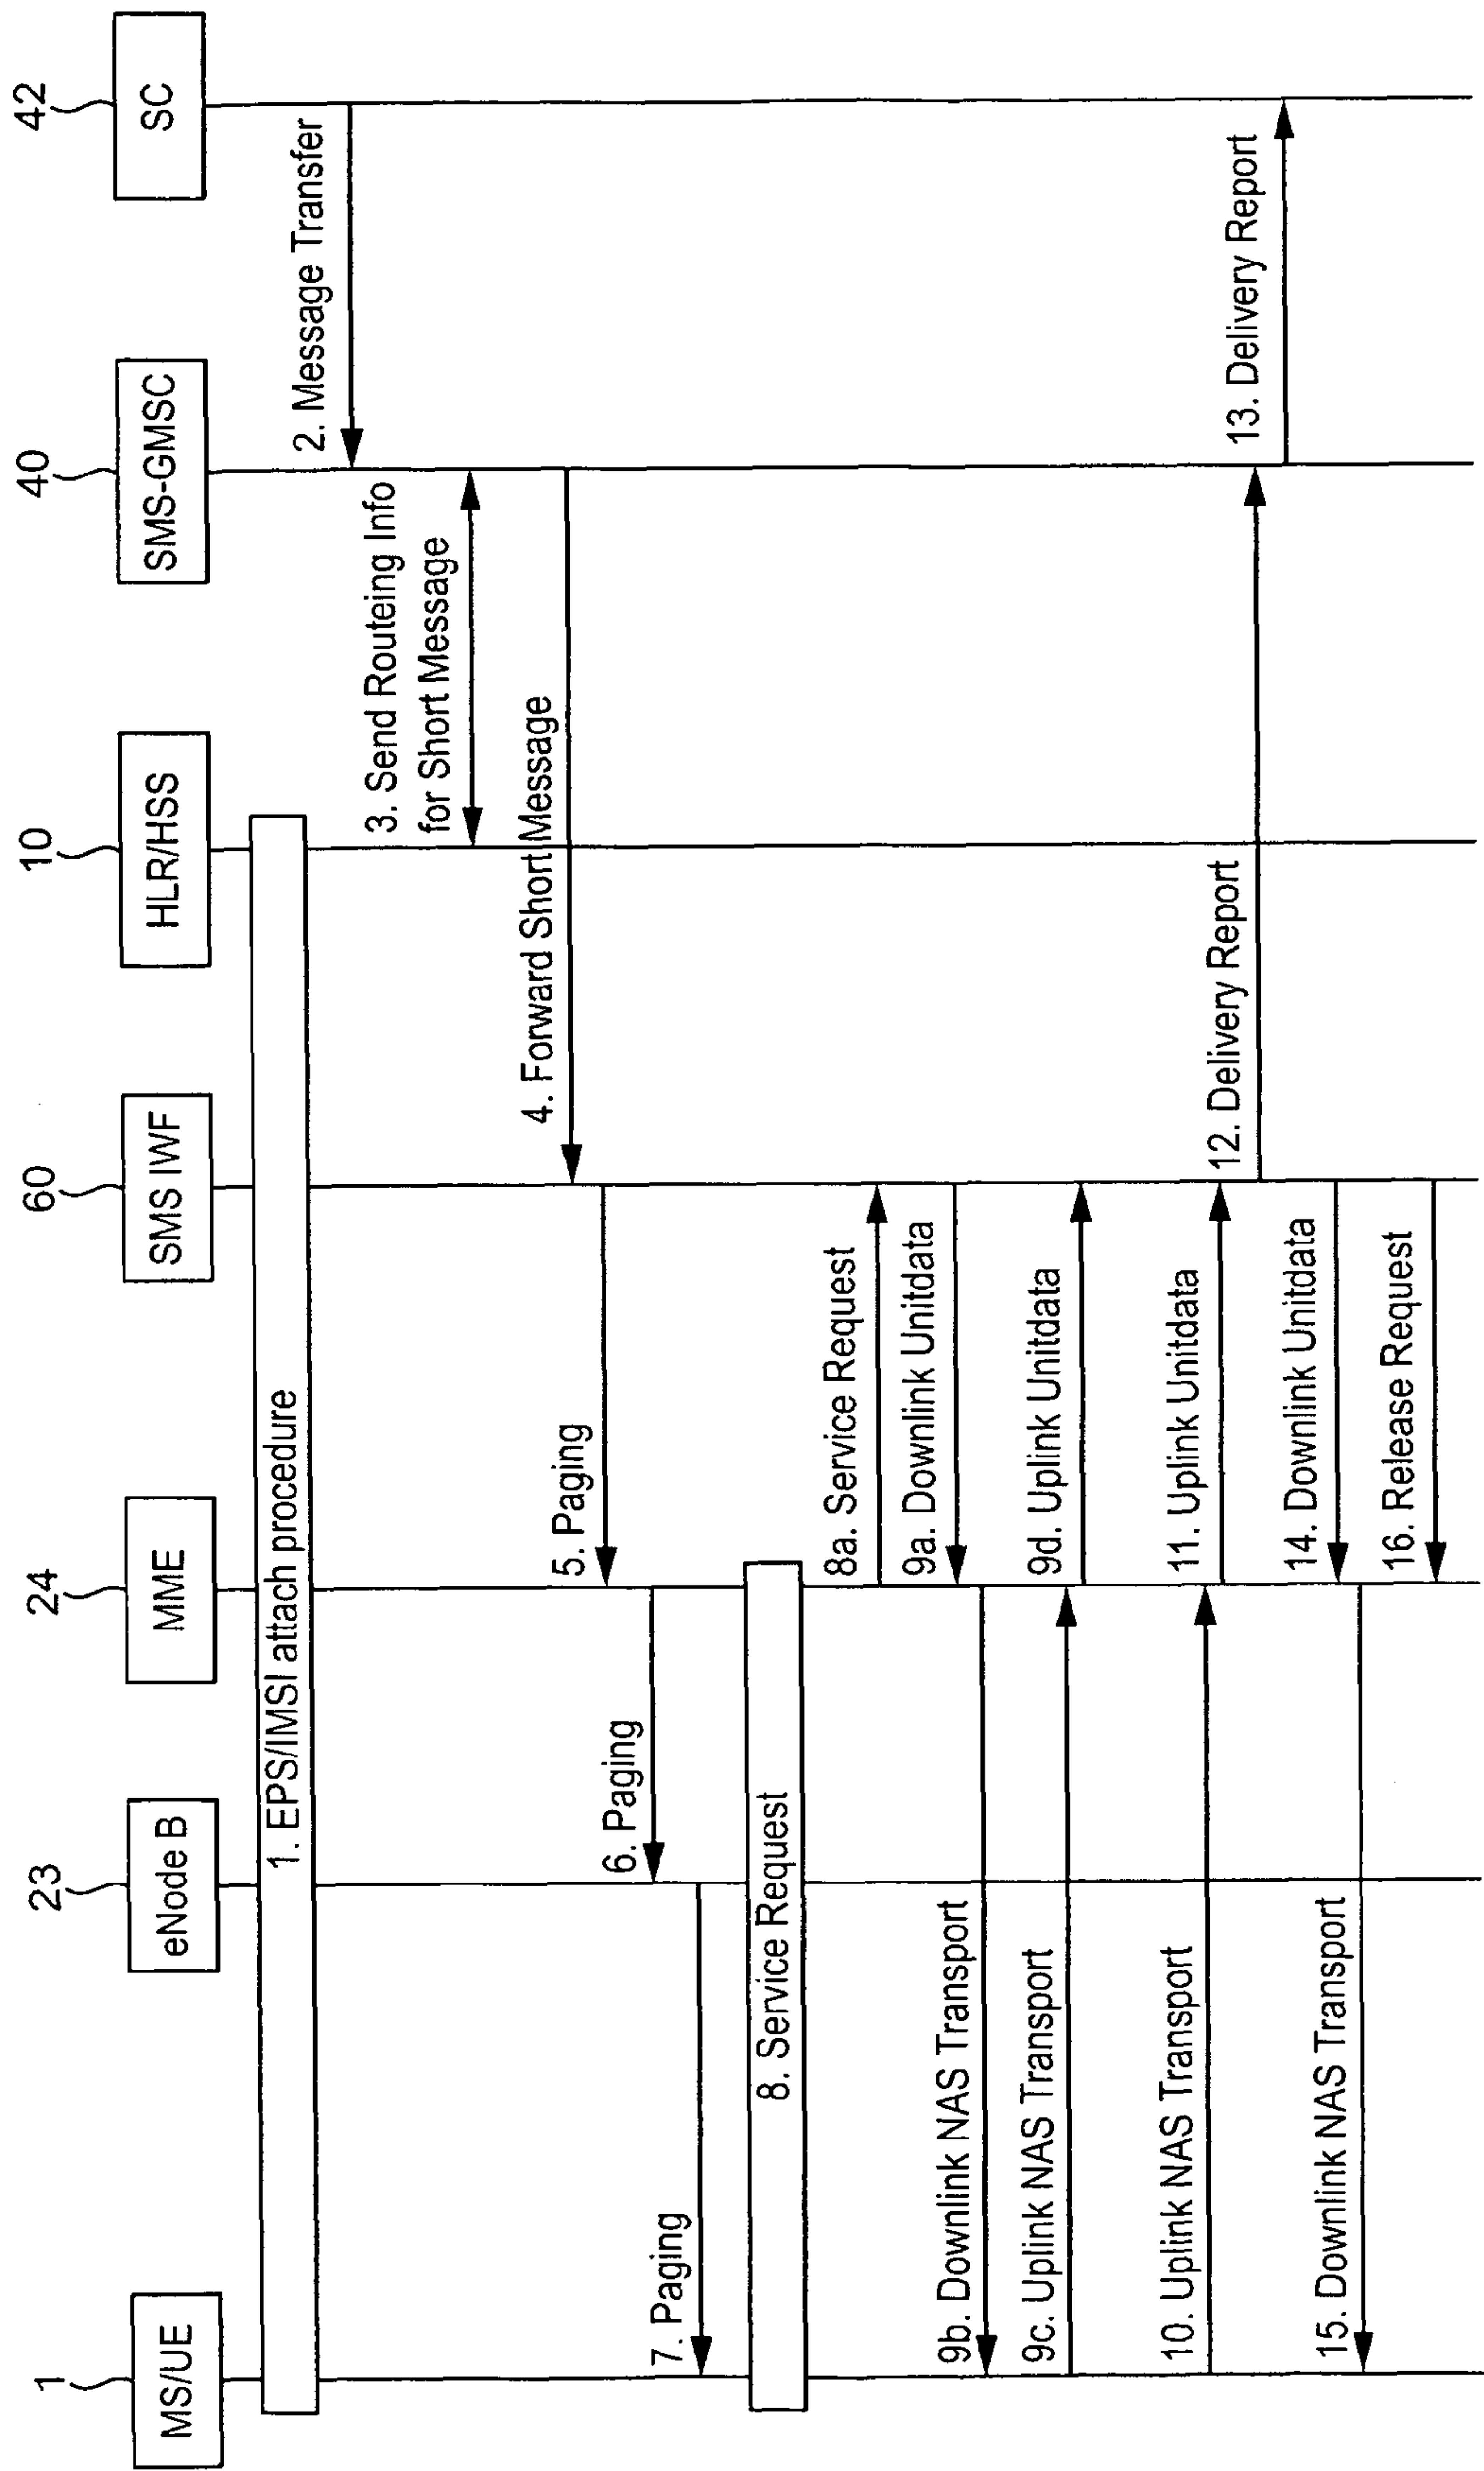 1
23
24
60
10
40
42
MS/UE
eNode B
MME
SMS IWF
HLR/HSS
SMS-GMSC
SC
1. EPS/IMSI attach procedure
2. Message Transfer
3. Send Routeing Info
for Short Message
4. Forward Short Message
5. Paging
6. Paging
7. Paging
8. Service Request
8a. Service Request
9a. Downlink Unitdata
9b. Downlink NAS Transport
9c. Uplink NAS Transport
9d. Uplink Unitdata
10. Uplink NAS Transport
11. Uplink Unitdata
12. Delivery Report
13. Delivery Report
14. Downlink Unitdata
15. Downlink NAS Transport
16. Release Request